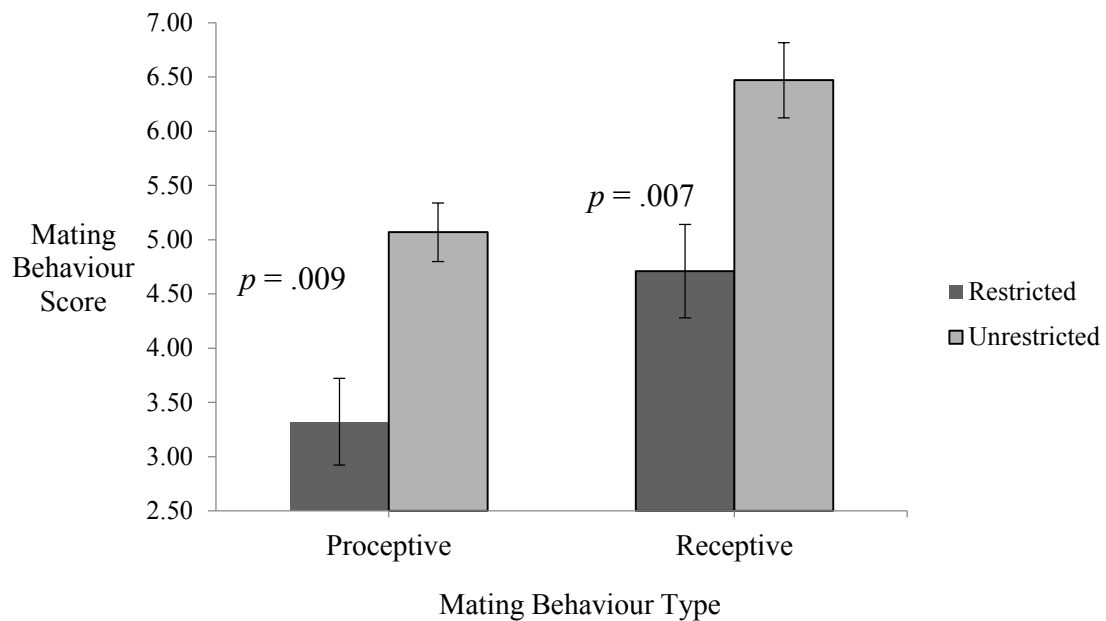 7.00
6.50
6.00
5.50
5.00
4.50
4.00
3.50
3.00
2.50
Mating
Behaviour
Score
p = .009
p = .007
Restricted
Unrestricted
Proceptive
Receptive
Mating Behaviour Type